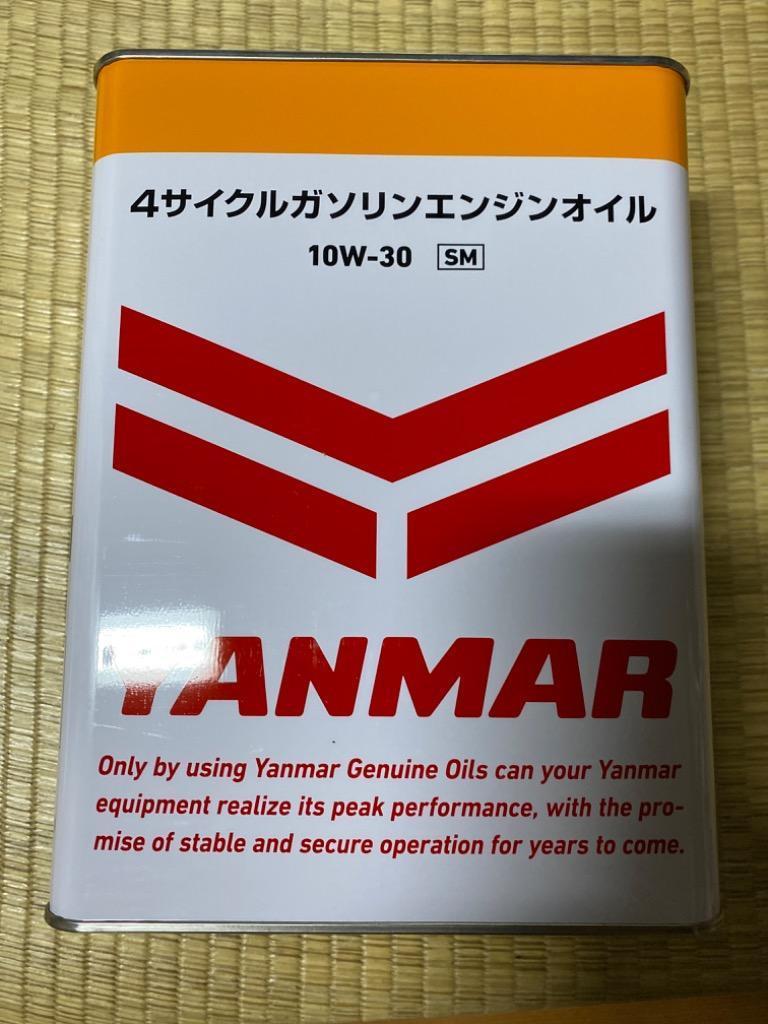 4サイクルガソリンエンジンオイル
10W-30 SM
YANMAR
Only by using Yanmar Genuine Oils can your Yanmar
equipment realize its peak performance, with the pro-
mise of stable and secure operation for years to come.